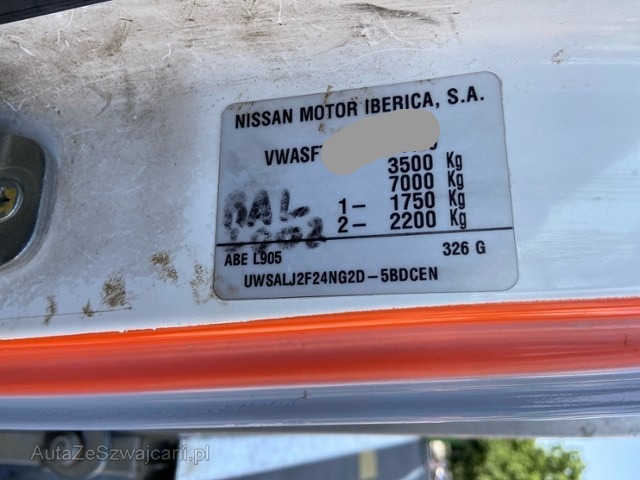 NISSAN MOTOR IBERICA, S.A.
VWASF
3500 Kg
7000 Kg
1- 1750 Kg
2- 2200 Kg
ABE L905 326 G
UWSALJ2F24NG2D-5BDCEN
AutaZeSzwajcarii.pl